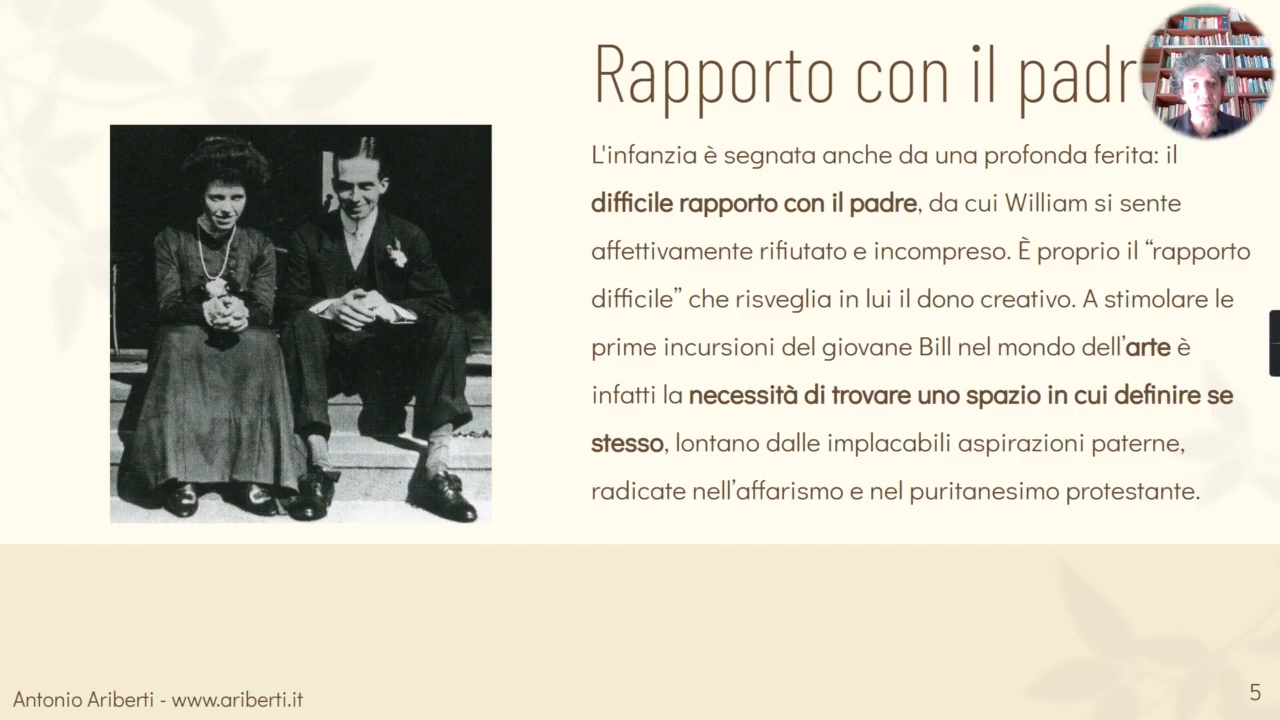 Rapporto con il padr
L'infanzia è segnata anche da una profonda ferita: il
difficile rapporto con il padre, da cui William si sente
affettivamente rifiutato e incompreso. È proprio il “rapporto
difficile” che risveglia in lui il dono creativo. A stimolare le
prime incursioni del giovane Bill nel mondo dell’arte è
infatti la necessità di trovare uno spazio in cui definire se
stesso, lontano dalle implacabili aspirazioni paterne,
radicate nell’affarismo e nel puritanesimo protestante.
Antonio Ariberti - www.ariberti.it
5